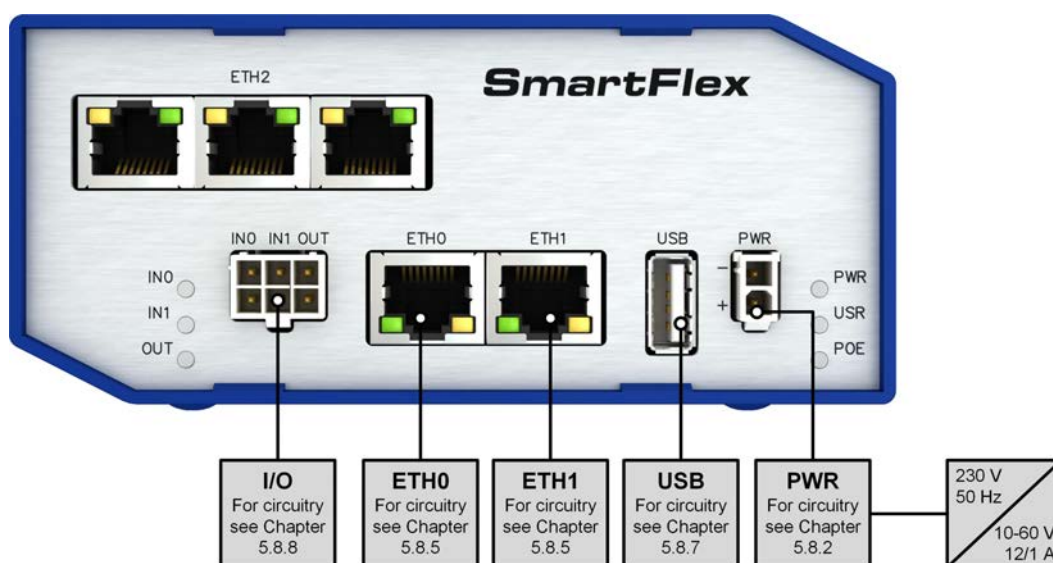 ETH2
SmartFlex
IN0 IN1 OUT
ETH0
ETH1
USB
PWR
-
+
IN0
IN1
OUT
PWR
USR
POE
I/O
For circuitry
see Chapter
5.8.8
ETH0
For circuitry
see Chapter
5.8.5
ETH1
For circuitry
see Chapter
5.8.5
USB
For circuitry
see Chapter
5.8.7
PWR
For circuitry
see Chapter
5.8.2
230 V
50 Hz
10-60 V
12/1 A